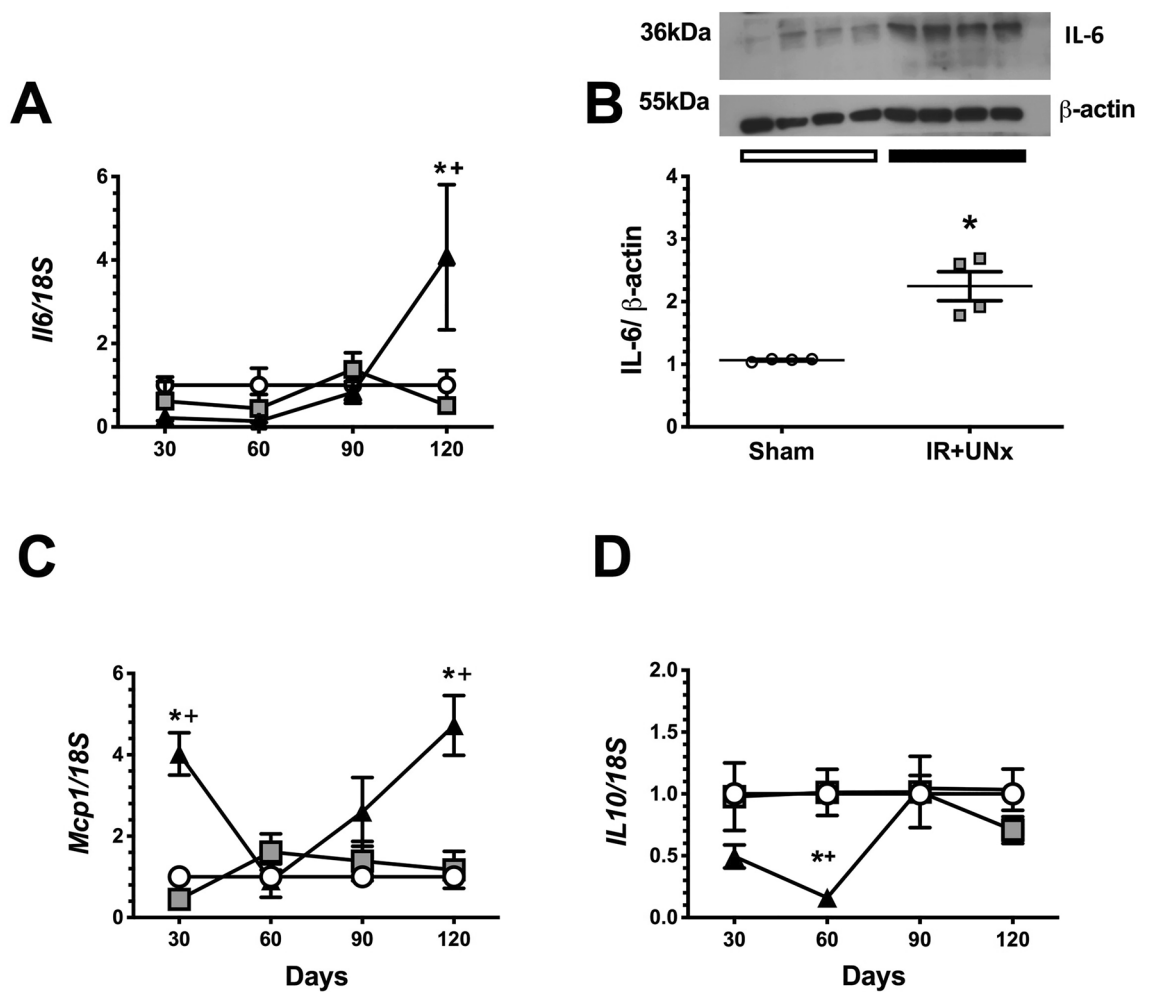 A
Il6/18S
*+
6
4
2
0
30 60 90 120
B
36kDa IL-6
55kDa β-actin
IL-6/ β-actin
4
3
2
1
0
*
Sham IR+UNx
C
Mcp1/18S
*+
*+
6
4
2
0
30 60 90 120
Days
D
IL10/18S
2.0
1.5
1.0
0.5
0.0
*+
30 60 90 120
Days